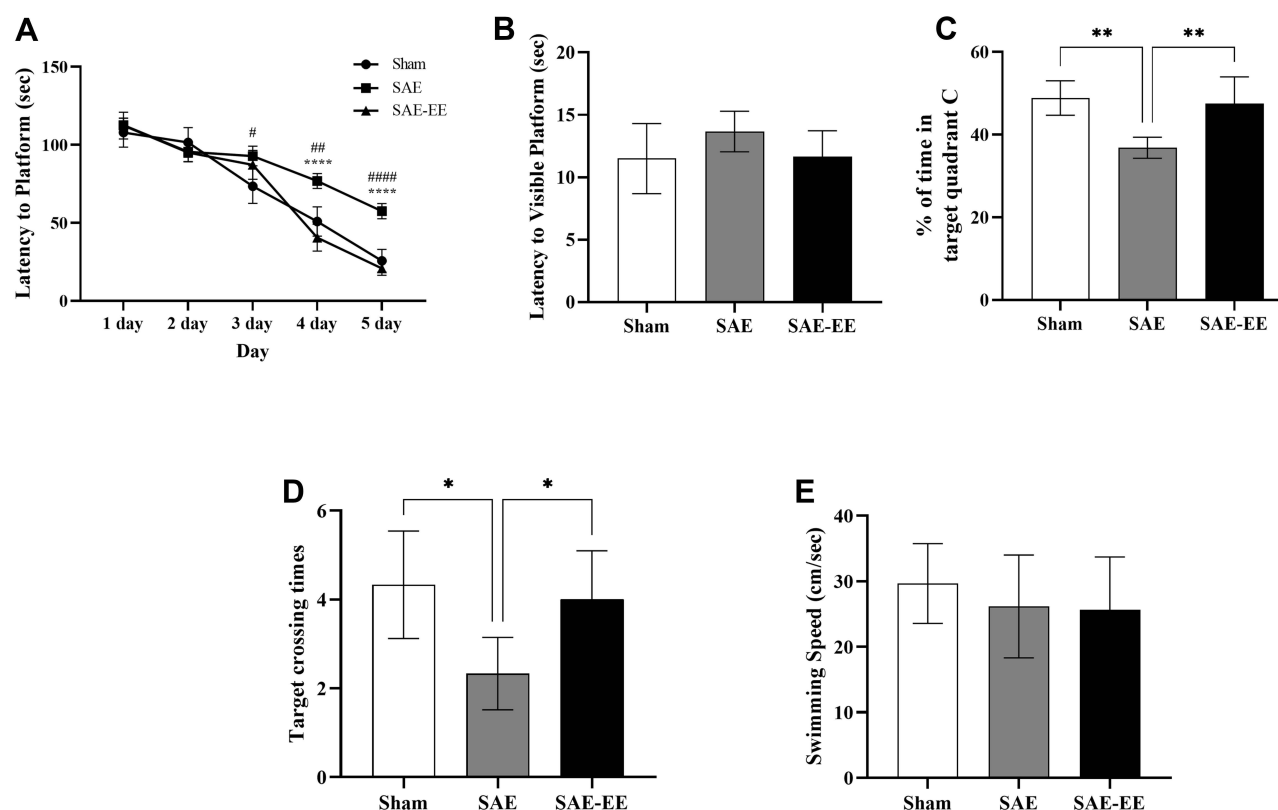 A
Latency to Platform (sec)
150
100
50
0
Sham
SAE
SAE-EE
#
##
****
####
****
1 day 2 day 3 day 4 day 5 day
Day
B
Latency to Visible Platform (sec)
20
15
10
5
0
Sham SAE SAE-EE
C
% of time in
target quadrant C
60
40
20
0
** **
Sham SAE SAE-EE
D
Target crossing times
6
4
2
0
* *
Sham SAE SAE-EE
E
Swimming Speed (cm/sec)
40
30
20
10
0
Sham SAE SAE-EE